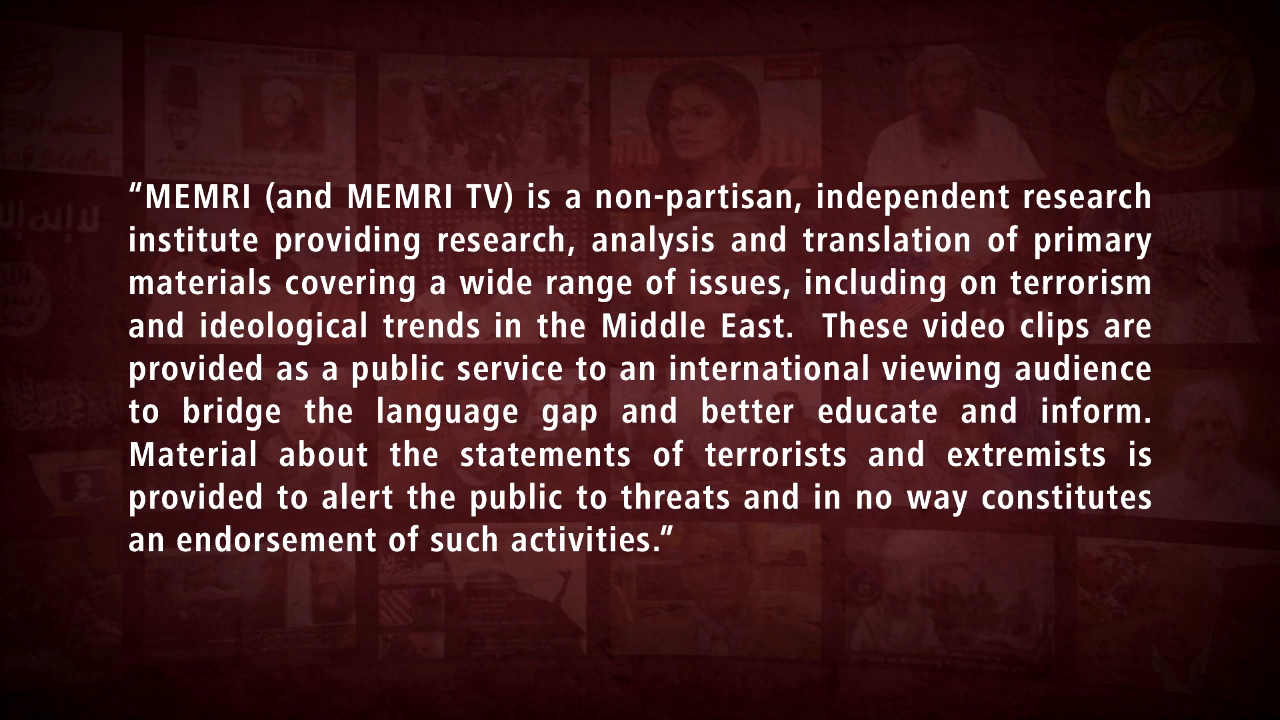 “MEMRI (and MEMRI TV) is a non-partisan, independent research
institute providing research, analysis and translation of primary
materials covering a wide range of issues, including on terrorism
and ideological trends in the Middle East. These video clips are
provided as a public service to an international viewing audience
to bridge the language gap and better educate and inform.
Material about the statements of terrorists and extremists is
provided to alert the public to threats and in no way constitutes
an endorsement of such activities.”